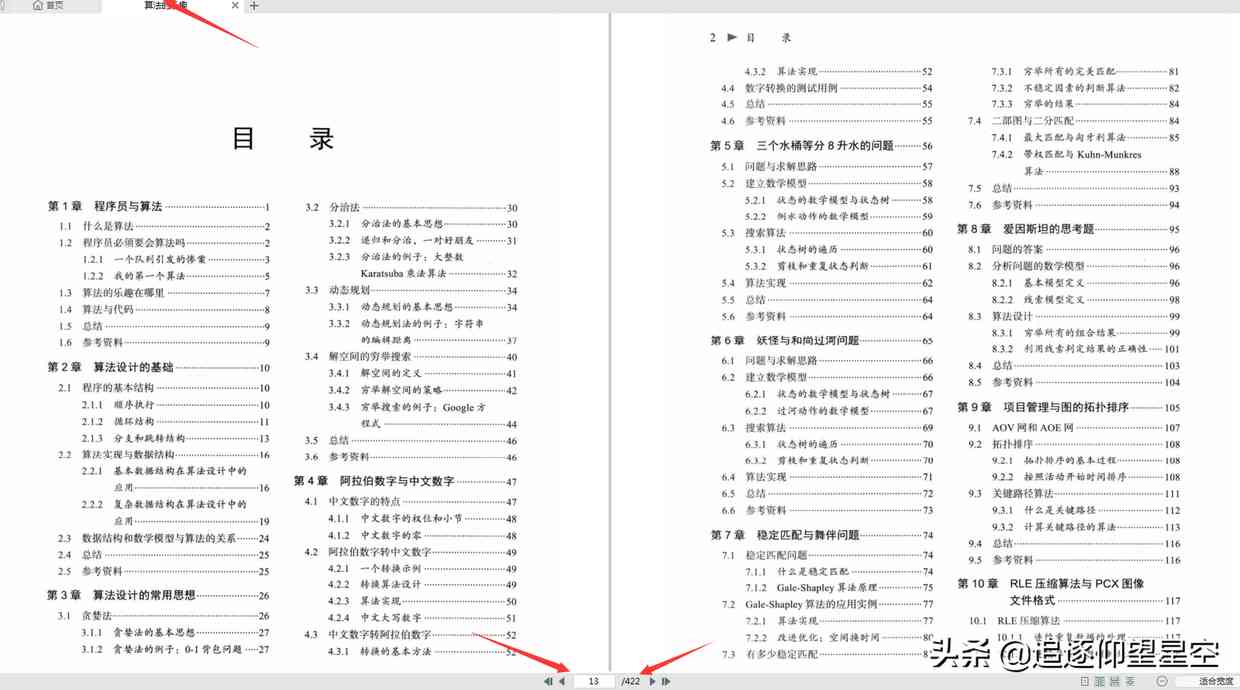 首页
算法的乐趣
目 录
第 1 章 程序员与算法 1
1.1 什么是算法 2
1.2 程序员必须要会算法吗 2
1.2.1 一个队列引发的惨案 3
1.2.2 我的第一个算法 5
1.3 算法的乐趣在哪里 7
1.4 算法与代码 8
1.5 总结 9
1.6 参考资料 9
第 2 章 算法设计的基础 10
2.1 程序的基本结构 10
2.1.1 顺序执行 10
2.1.2 循环结构 11
2.1.3 分支和跳转结构 13
2.2 算法实现与数据结构 16
2.2.1 基本数据结构在算法设计中的
应用 16
2.2.2 复杂数据结构在算法设计中的
应用 19
2.3 数据结构和数学模型与算法的关系 24
2.4 总结 25
2.5 参考资料 25
第 3 章 算法设计的常用思想 26
3.1 贪婪法 26
3.1.1 贪婪法的基本思想 27
3.1.2 贪婪法的例子：0-1 背包问题 27
3.2 分治法 30
3.2.1 分治法的基本思想 30
3.2.2 递归和分治，一对好朋友 31
3.2.3 分治法的例子：大整数
Karatsuba 乘法算法 32
3.3 动态规划 34
3.3.1 动态规划的基本思想 34
3.3.2 动态规划法的例子：字符串
的编辑距离 37
3.4 解空间的穷举搜索 40
3.4.1 解空间的定义 41
3.4.2 穷举解空间的策略 42
3.4.3 穷举搜索的例子：Google 方
程式 44
3.5 总结 46
3.6 参考资料 46
第 4 章 阿拉伯数字与中文数字 47
4.1 中文数字的特点 47
4.1.1 中文数字的权位和小节 48
4.1.2 中文数字的零 48
4.2 阿拉伯数字转中文数字 49
4.2.1 一个转换示例 49
4.2.2 转换算法设计 49
4.2.3 算法实现 50
4.2.4 中文大写数字 51
4.3 中文数字转阿拉伯数字 52
4.3.1 转换的基本方法 52
2 ▶ 目 录
4.3.2 算法实现 52
4.4 数字转换的测试用例 54
4.5 总结 55
4.6 参考资料 55
第 5 章 三个水桶等分 8 升水的问题 56
5.1 问题与求解思路 57
5.2 建立数学模型 58
5.2.1 状态的数学模型与状态树 58
5.2.2 倒水动作的数学模型 59
5.3 搜索算法 60
5.3.1 状态树的遍历 60
5.3.2 剪枝和重复状态判断 61
5.4 算法实现 62
5.5 总结 64
5.6 参考资料 64
第 6 章 妖怪与和尚过河问题 65
6.1 问题与求解思路 66
6.2 建立数学模型 66
6.2.1 状态的数学模型与状态树 67
6.2.2 过河动作的数学模型 67
6.3 搜索算法 69
6.3.1 状态树的遍历 70
6.3.2 剪枝和重复状态判断 70
6.4 算法实现 71
6.5 总结 72
6.6 参考资料 73
第 7 章 稳定匹配与舞伴问题 74
7.1 稳定匹配问题 74
7.1.1 什么是稳定匹配 74
7.1.2 Gale-Shapley 算法原理 75
7.2 Gale-Shapley 算法的应用实例 77
7.2.1 算法实现 77
7.2.2 改进优化：空间换时间 80
7.3 有多少稳定匹配
7.3.1 穷举所有的完美匹配 81
7.3.2 不稳定因素的判断算法 82
7.3.3 穷举的结果 84
7.4 二部图与二分匹配 84
7.4.1 最大匹配与匈牙利算法 85
7.4.2 带权匹配与 Kuhn-Munkres
算法 88
7.5 总结 93
7.6 参考资料 94
第 8 章 爱因斯坦的思考题 95
8.1 问题的答案 96
8.2 分析问题的数学模型 96
8.2.1 基本模型定义 96
8.2.2 线索模型定义 98
8.3 算法设计 99
8.3.1 穷举所有的组合结果 99
8.3.2 利用线索判定结果的正确性 101
8.4 总结 103
8.5 参考资料 104
第 9 章 项目管理与图的拓扑排序 105
9.1 AOV 网和 AOE 网 107
9.2 拓扑排序 108
9.2.1 拓扑排序的基本过程 108
9.2.2 按照活动开始时间排序 108
9.3 关键路径算法 111
9.3.1 什么是关键路径 112
9.3.2 计算关键路径的算法 113
9.4 总结 116
9.5 参考资料 116
第 10 章 RLE 压缩算法与 PCX 图像
文件格式 117
10.1 RLE 压缩算法 117
10.1.1 连续重复数据的处理 117
头条 @追逐仰望星空
13 /422
适合宽度